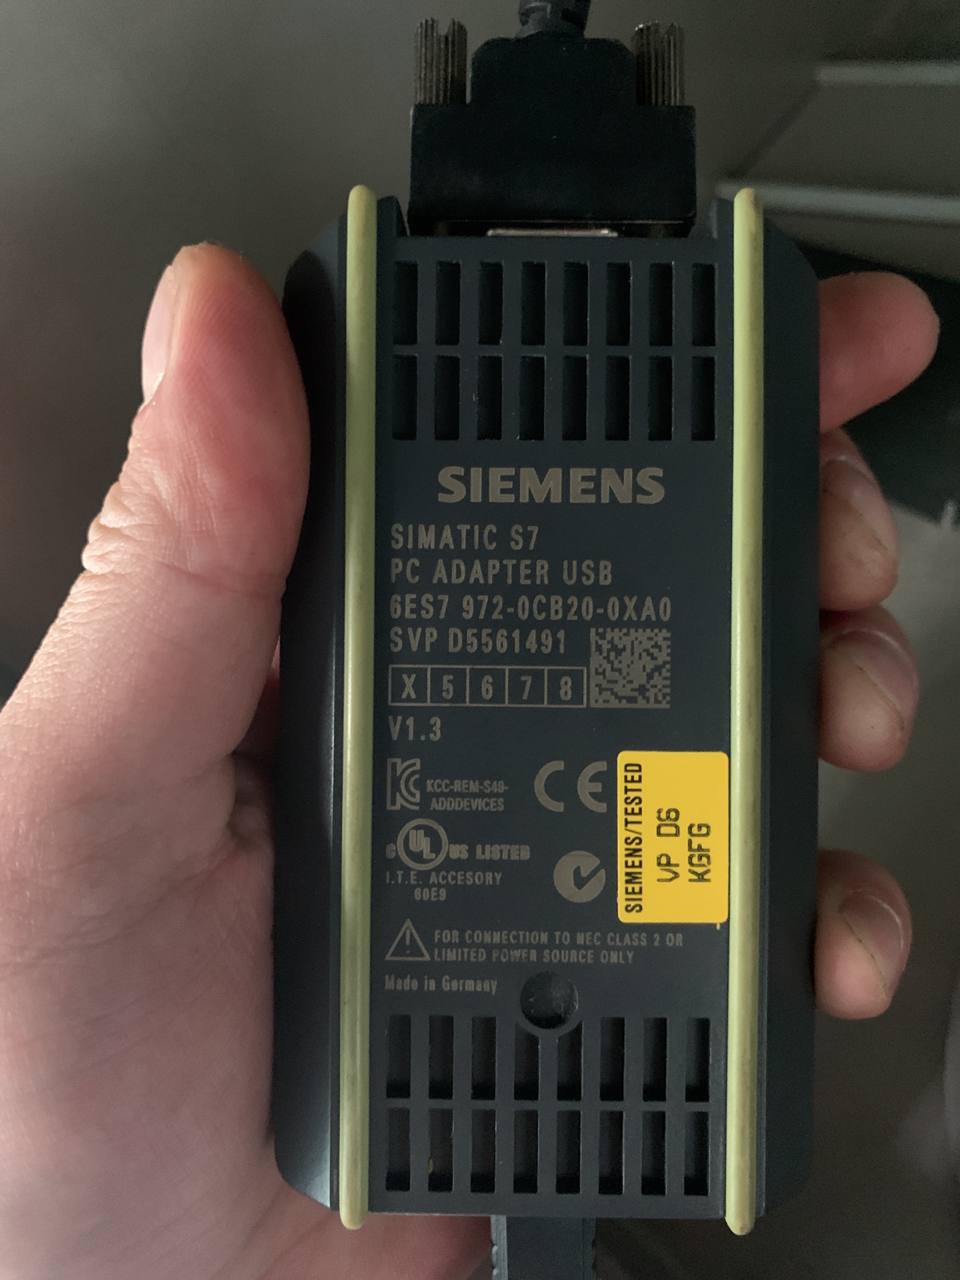 SIEMENS
SIMATIC S7
PC ADAPTER USB
6ES7 972-0CB20-0XA0
SVP D5561491
X 5 6 7 8
V1.3
KCC-REM-S49-
ADDDEVICES
CE
SIEMENS/TESTED
VP D6
KGFG
C UL US LISTED
I.T.E. ACCESORY
60E9
FOR CONNECTION TO NEC CLASS 2 OR
LIMITED POWER SOURCE ONLY
Made in Germany